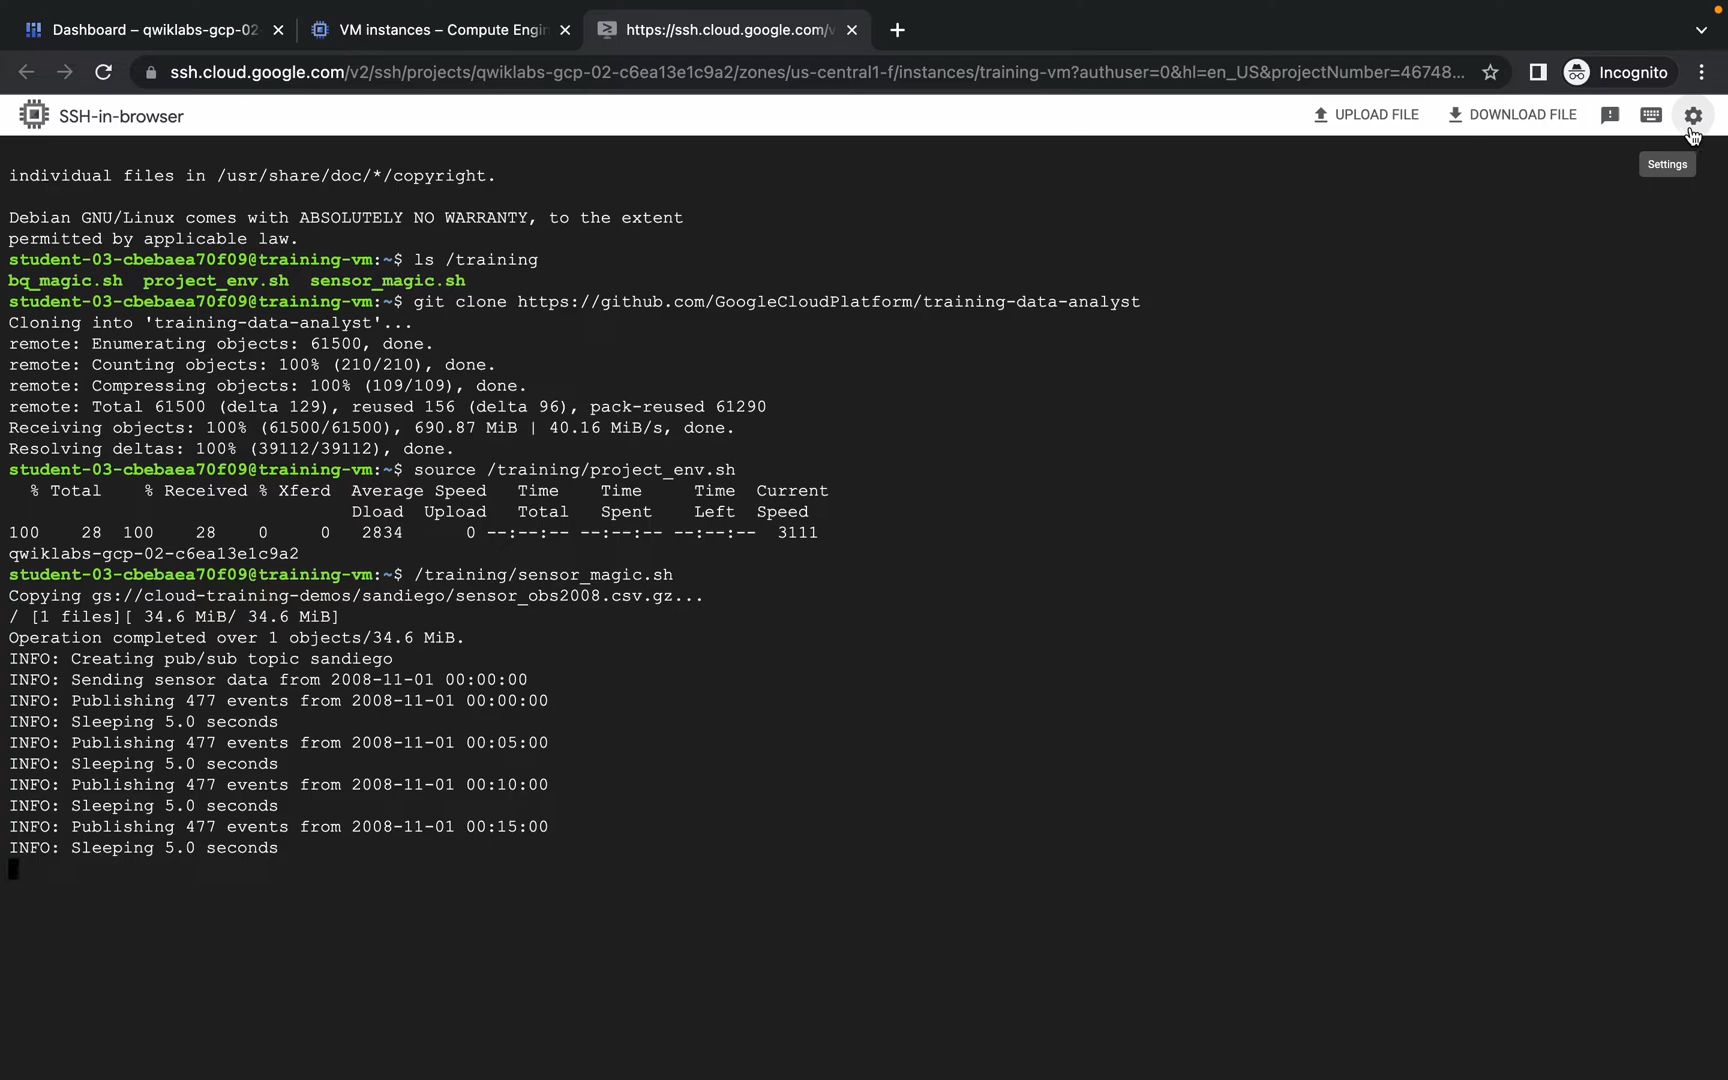 Dashboard – qwiklabs-gcp-02
VM instances – Compute Engin
https://ssh.cloud.google.com/v
ssh.cloud.google.com/v2/ssh/projects/qwiklabs-gcp-02-c6ea13e1c9a2/zones/us-central1-f/instances/training-vm?authuser=0&hl=en_US&projectNumber=46748...
Incognito
SSH-in-browser
UPLOAD FILE
DOWNLOAD FILE
Settings
individual files in /usr/share/doc/*/copyright.
Debian GNU/Linux comes with ABSOLUTELY NO WARRANTY, to the extent
permitted by applicable law.
student-03-cbebaea70f09@training-vm:~$ ls /training
bq_magic.sh  project_env.sh  sensor_magic.sh
student-03-cbebaea70f09@training-vm:~$ git clone https://github.com/GoogleCloudPlatform/training-data-analyst
Cloning into 'training-data-analyst'...
remote: Enumerating objects: 61500, done.
remote: Counting objects: 100% (210/210), done.
remote: Compressing objects: 100% (109/109), done.
remote: Total 61500 (delta 129), reused 156 (delta 96), pack-reused 61290
Receiving objects: 100% (61500/61500), 690.87 MiB | 40.16 MiB/s, done.
Resolving deltas: 100% (39112/39112), done.
student-03-cbebaea70f09@training-vm:~$ source /training/project_env.sh
% Total    % Received % Xferd  Average Speed   Time    Time     Time  Current
Dload  Upload   Total   Spent    Left  Speed
100    28  100    28    0     0   2834      0 --:--:-- --:--:-- --:--:--  3111
qwiklabs-gcp-02-c6ea13e1c9a2
student-03-cbebaea70f09@training-vm:~$ /training/sensor_magic.sh
Copying gs://cloud-training-demos/sandiego/sensor_obs2008.csv.gz...
/ [1 files][ 34.6 MiB/ 34.6 MiB]
Operation completed over 1 objects/34.6 MiB.
INFO: Creating pub/sub topic sandiego
INFO: Sending sensor data from 2008-11-01 00:00:00
INFO: Publishing 477 events from 2008-11-01 00:00:00
INFO: Sleeping 5.0 seconds
INFO: Publishing 477 events from 2008-11-01 00:05:00
INFO: Sleeping 5.0 seconds
INFO: Publishing 477 events from 2008-11-01 00:10:00
INFO: Sleeping 5.0 seconds
INFO: Publishing 477 events from 2008-11-01 00:15:00
INFO: Sleeping 5.0 seconds